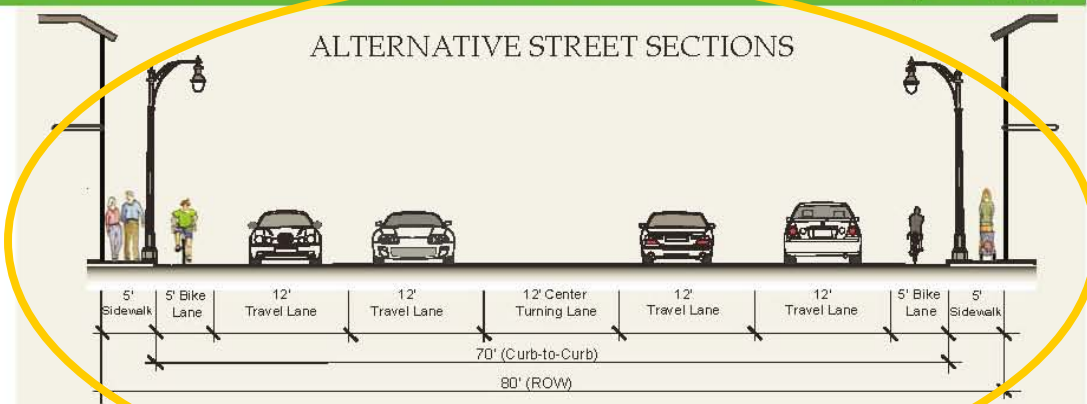 ALTERNATIVE STREET SECTIONS
5' Sidewalk
5' Bike Lane
12' Travel Lane
12' Travel Lane
12' Center Turning Lane
12' Travel Lane
12' Travel Lane
5' Bike Lane
5' Sidewalk
70' (Curb-to-Curb)
80' (ROW)